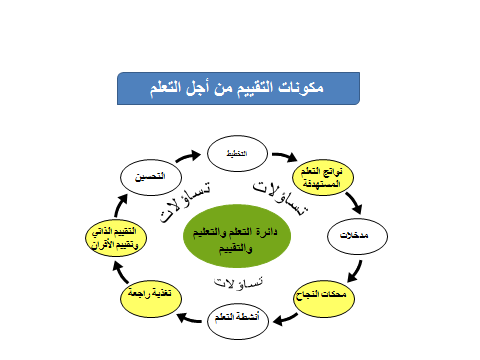 مكونات التقييم من أجل التعلم
التخطيط
نواتج التعلم
المستهدفة
مدخلات
محكات النجاح
أنشطة التعلم
تغذية راجعة
التقييم الذاتي
وتقييم الأقران
التحسين
تساؤلات
تساؤلات
تساؤلات
دائرة التعلم والتعليم
والتقييم